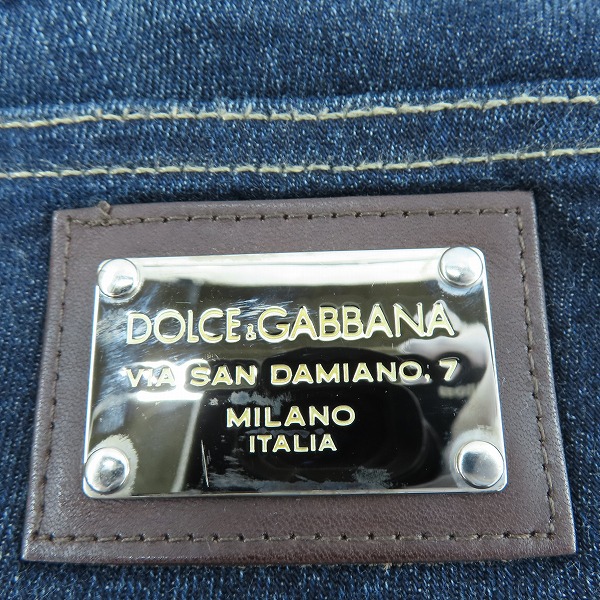 DOLCE&GABBANA
VIA SAN DAMIANO, 7
MILANO
ITALIA